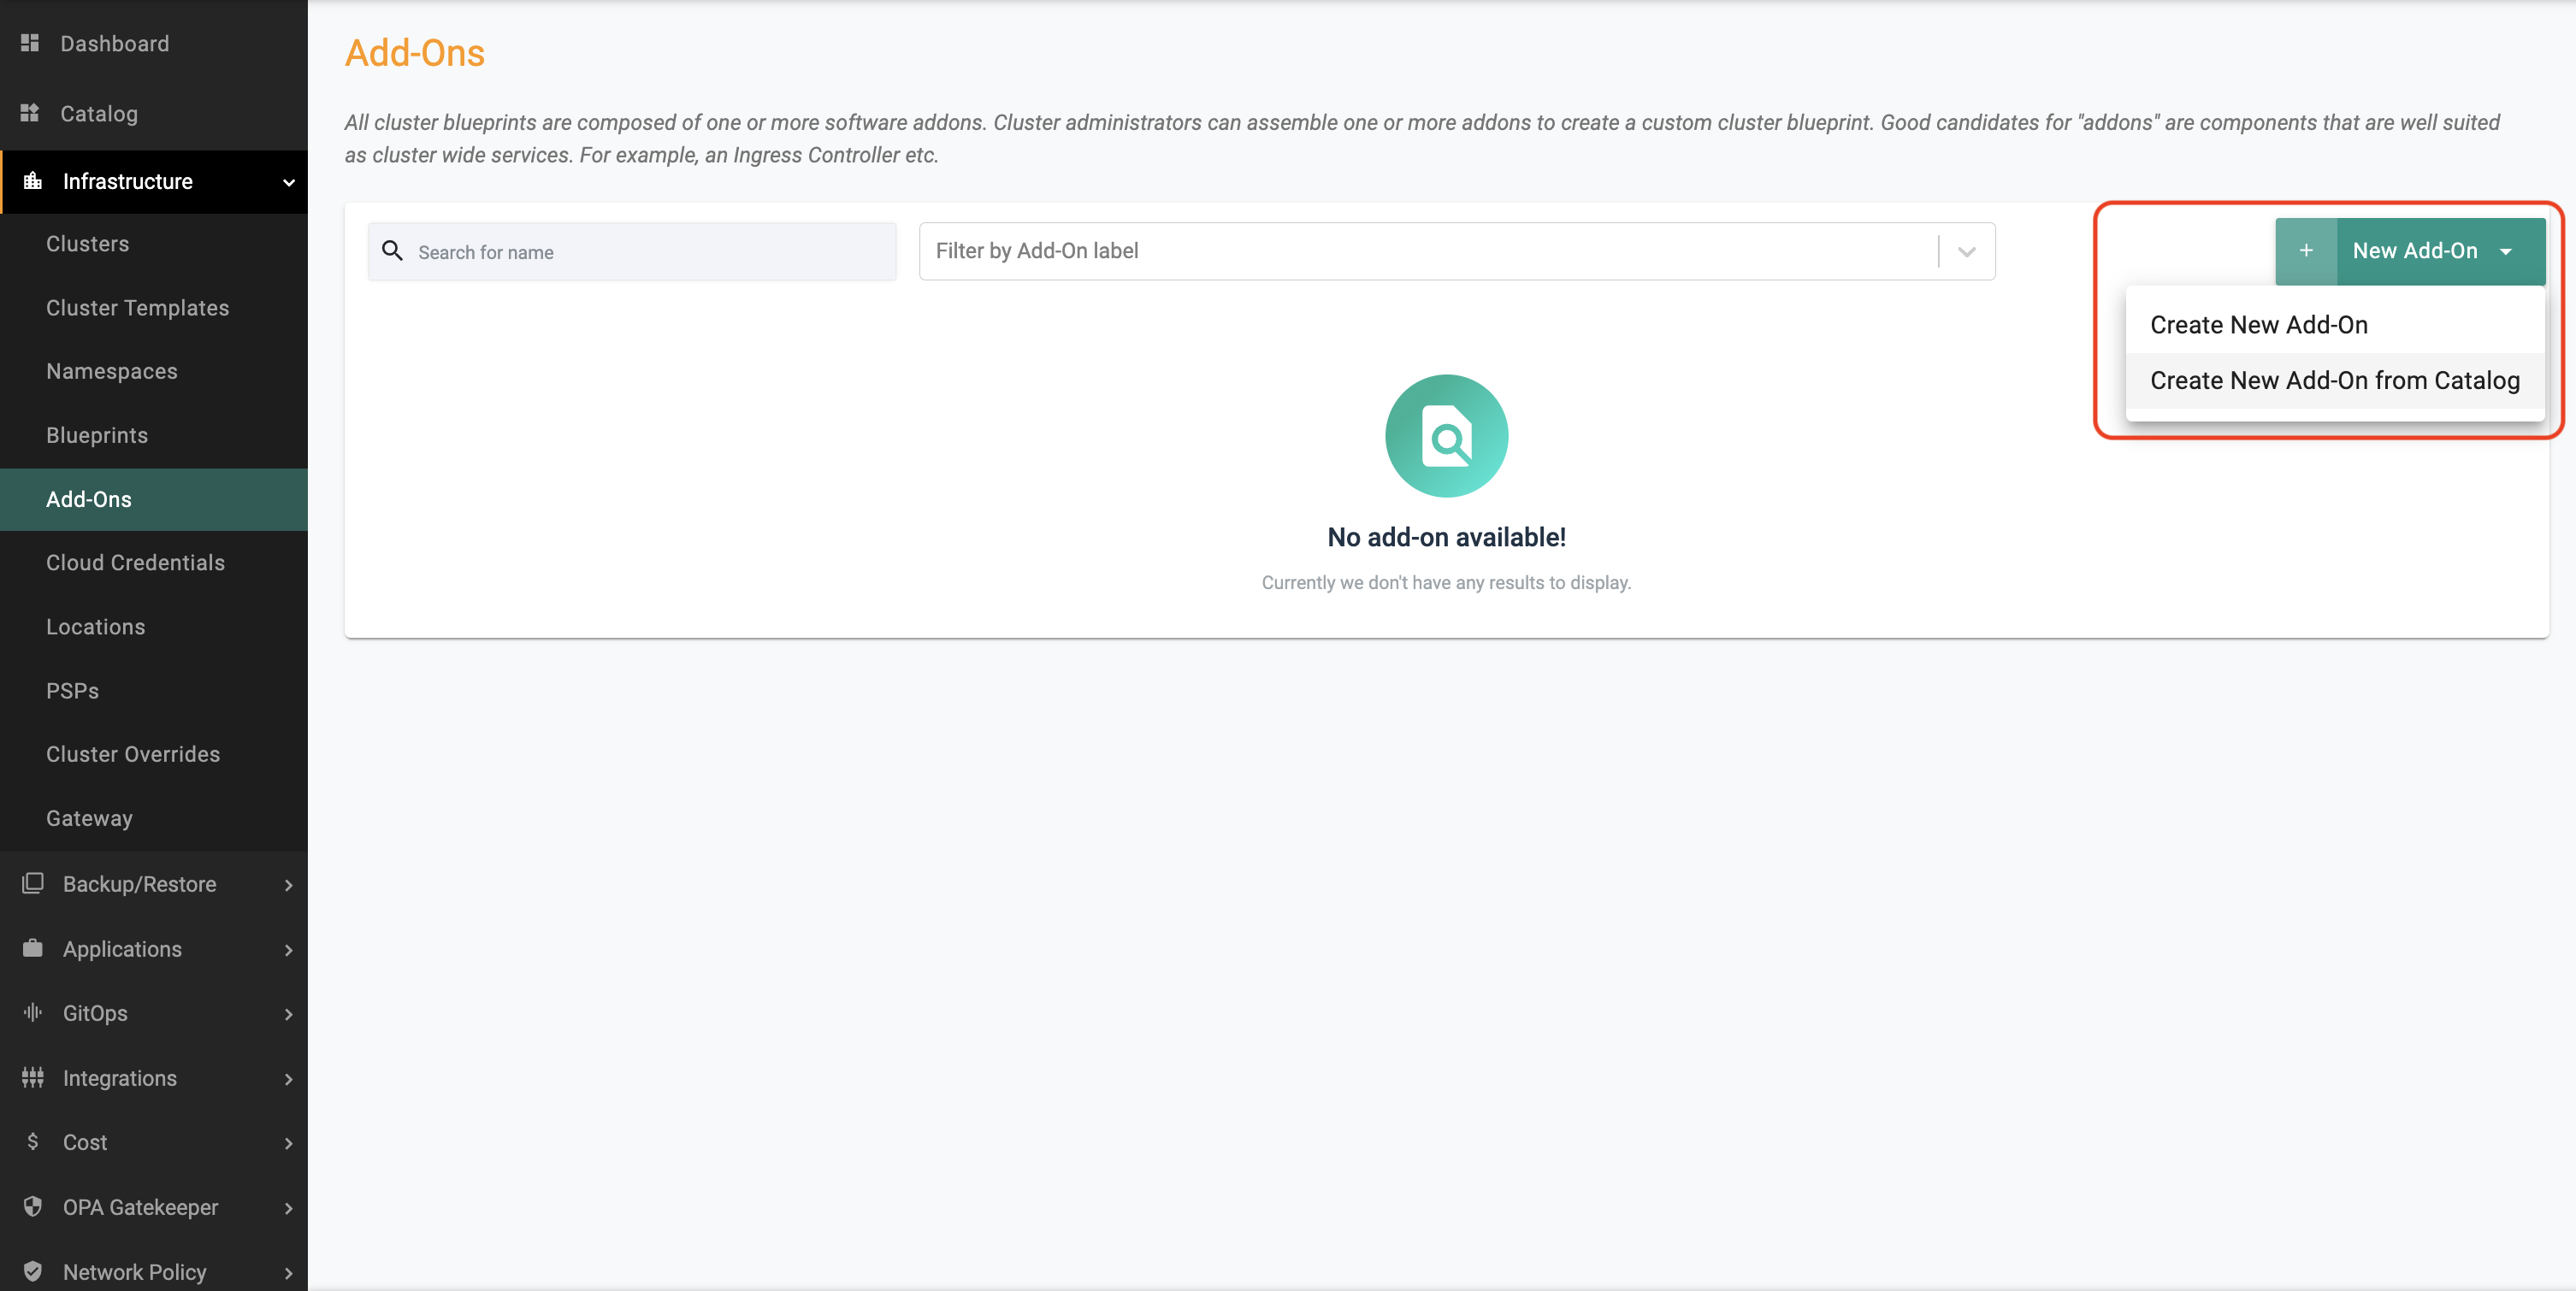 Dashboard
Catalog
Infrastructure
Clusters
Cluster Templates
Namespaces
Blueprints
Add-Ons
Cloud Credentials
Locations
PSPs
Cluster Overrides
Gateway
Backup/Restore
Applications
GitOps
Integrations
Cost
OPA Gatekeeper
Network Policy
Add-Ons
All cluster blueprints are composed of one or more software addons. Cluster administrators can assemble one or more addons to create a custom cluster blueprint. Good candidates for "addons" are components that are well suited
as cluster wide services. For example, an Ingress Controller etc.
Search for name
Filter by Add-On label
+ New Add-On
Create New Add-On
Create New Add-On from Catalog
No add-on available!
Currently we don't have any results to display.